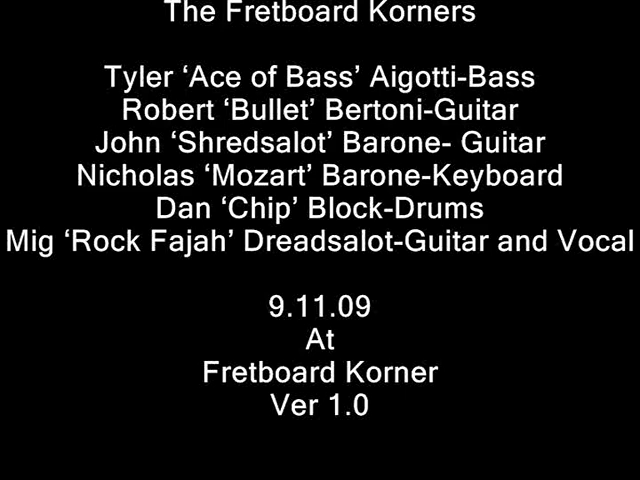 The Fretboard Korners
Tyler ‘Ace of Bass’ Aigotti-Bass
Robert ‘Bullet’ Bertoni-Guitar
John ‘Shredsalot’ Barone- Guitar
Nicholas ‘Mozart’ Barone-Keyboard
Dan ‘Chip’ Block-Drums
Mig ‘Rock Fajah’ Dreadsalot-Guitar and Vocal
9.11.09
At
Fretboard Korner
Ver 1.0